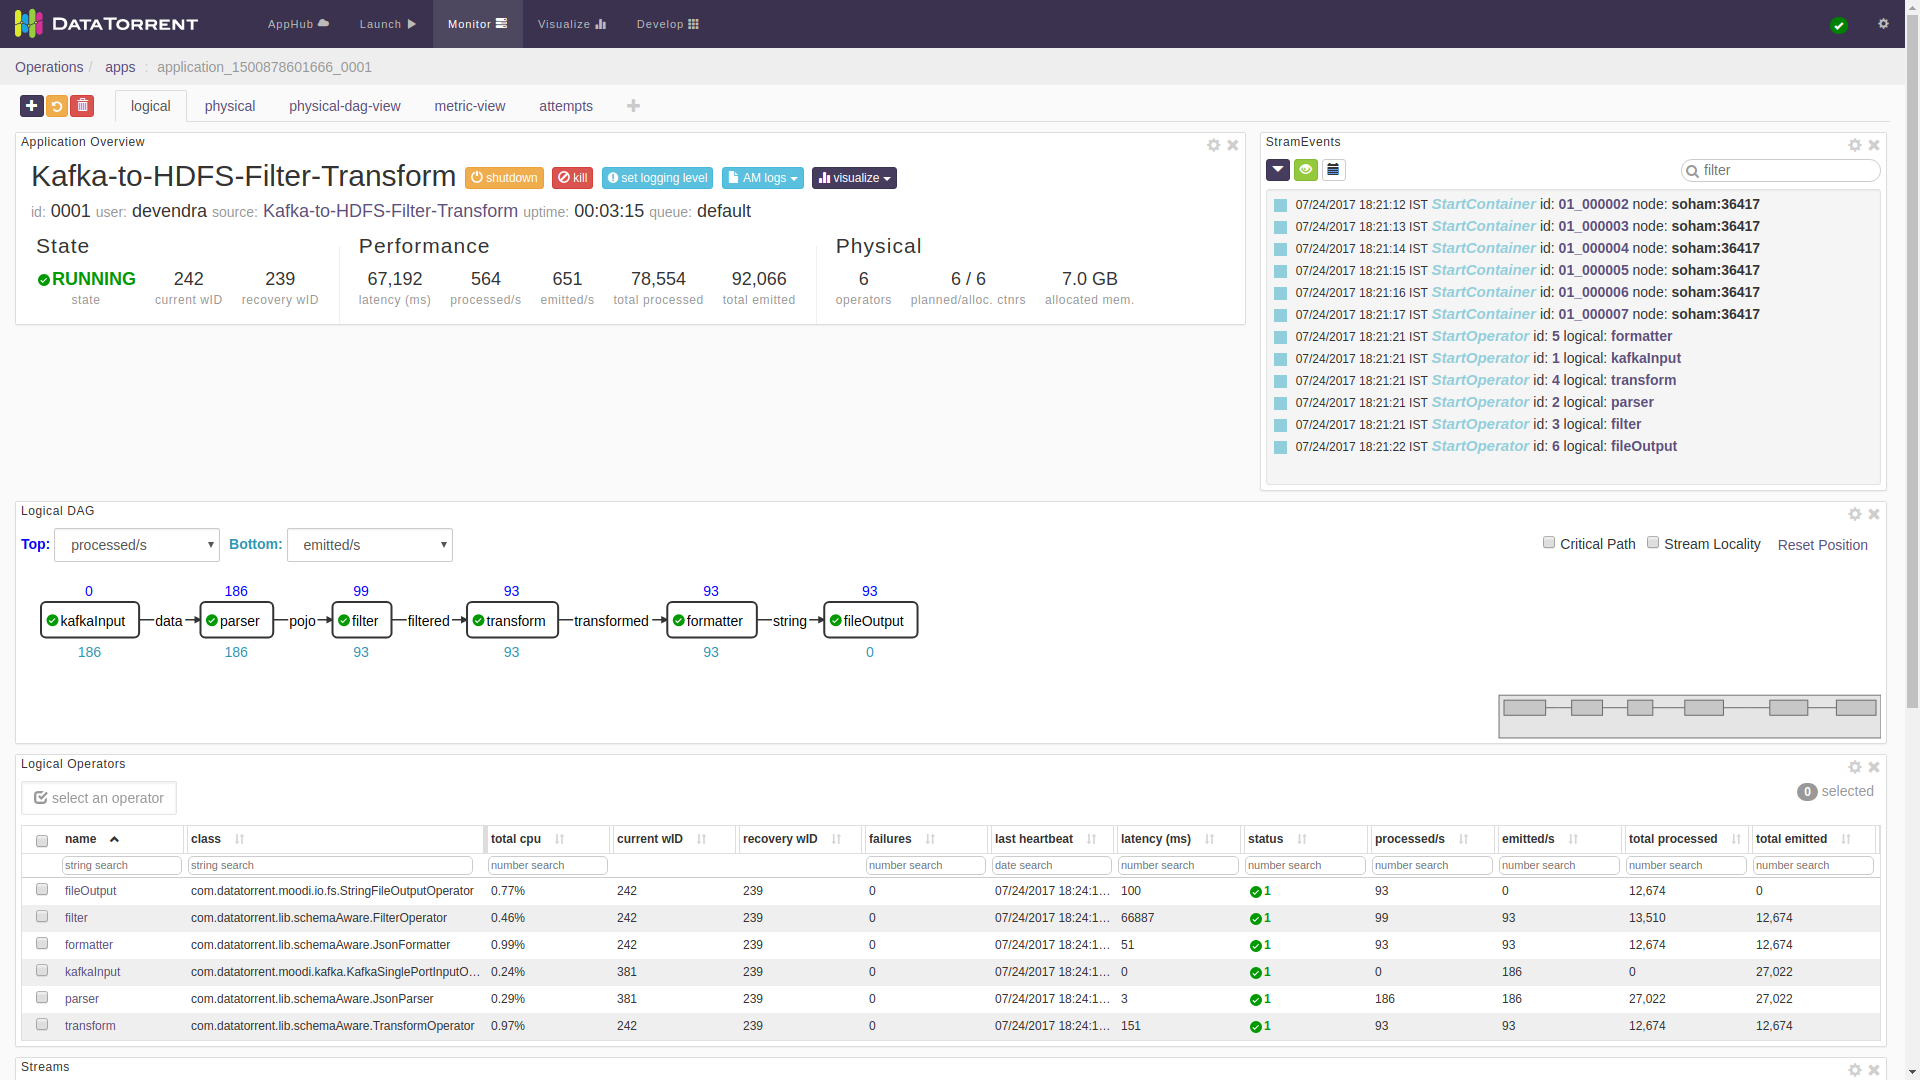 DATATORRENT AppHub Launch Monitor Visualize Develop
Operations / apps : application_1500878601666_0001
logical physical physical-dag-view metric-view attempts
Application Overview
Kafka-to-HDFS-Filter-Transform shutdown kill set logging level AM logs visualize
id: 0001 user: devendra source: Kafka-to-HDFS-Filter-Transform uptime: 00:03:15 queue: default
State Performance Physical
RUNNING 242 239 67,192 564 651 78,554 92,066 6 6 / 6 7.0 GB
state current wID recovery wID latency (ms) processed/s emitted/s total processed total emitted operators planned/alloc. ctnrs allocated mem.
StramEvents
filter
07/24/2017 18:21:12 IST StartContainer id: 01_000002 node: soham:36417
07/24/2017 18:21:13 IST StartContainer id: 01_000003 node: soham:36417
07/24/2017 18:21:14 IST StartContainer id: 01_000004 node: soham:36417
07/24/2017 18:21:15 IST StartContainer id: 01_000005 node: soham:36417
07/24/2017 18:21:16 IST StartContainer id: 01_000006 node: soham:36417
07/24/2017 18:21:17 IST StartContainer id: 01_000007 node: soham:36417
07/24/2017 18:21:21 IST StartOperator id: 5 logical: formatter
07/24/2017 18:21:21 IST StartOperator id: 1 logical: kafkaInput
07/24/2017 18:21:21 IST StartOperator id: 4 logical: transform
07/24/2017 18:21:21 IST StartOperator id: 2 logical: parser
07/24/2017 18:21:21 IST StartOperator id: 3 logical: filter
07/24/2017 18:21:22 IST StartOperator id: 6 logical: fileOutput
Logical DAG
Top: processed/s Bottom: emitted/s Critical Path Stream Locality Reset Position
0 186 99 93 93 93
kafkaInput data parser pojo filter filtered transform transformed formatter string fileOutput
186 186 93 93 93 0
Logical Operators
select an operator 0 selected
name class total cpu current wID recovery wID failures last heartbeat latency (ms) status processed/s emitted/s total processed total emitted
string search string search number search number search date search number search number search number search number search number search number search
fileOutput com.datatorrent.moodi.io.fs.StringFileOutputOperator 0.77% 242 239 0 07/24/2017 18:24:1… 100 1 93 0 12,674 0
filter com.datatorrent.lib.schemaAware.FilterOperator 0.46% 242 239 0 07/24/2017 18:24:1… 66887 1 99 93 13,510 12,674
formatter com.datatorrent.lib.schemaAware.JsonFormatter 0.99% 242 239 0 07/24/2017 18:24:1… 51 1 93 93 12,674 12,674
kafkaInput com.datatorrent.moodi.kafka.KafkaSinglePortInputO… 0.24% 381 239 0 07/24/2017 18:24:1… 0 1 0 186 0 27,022
parser com.datatorrent.lib.schemaAware.JsonParser 0.29% 381 239 0 07/24/2017 18:24:1… 3 1 186 186 27,022 27,022
transform com.datatorrent.lib.schemaAware.TransformOperator 0.97% 242 239 0 07/24/2017 18:24:1… 151 1 93 93 12,674 12,674
Streams